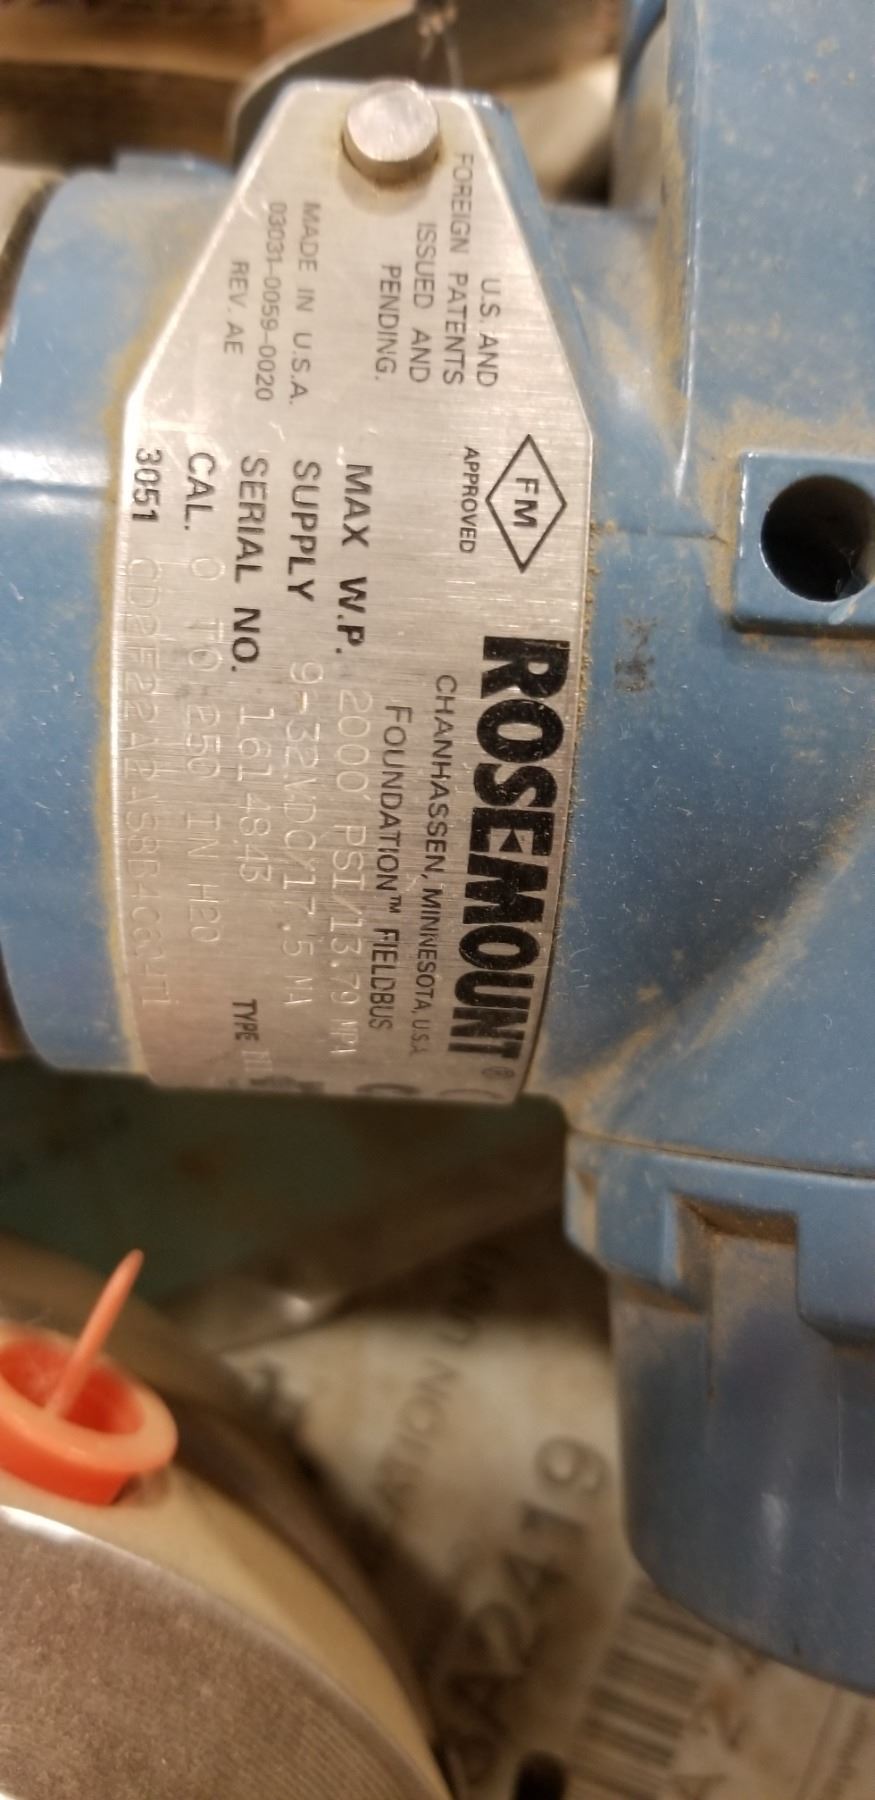 U.S. AND
FOREIGN PATENTS
ISSUED AND
PENDING.
MADE IN U.S.A.
03031-0059-0020
REV. AE
FM
APPROVED
ROSEMOUNT®
CHANHASSEN, MINNESOTA, U.S.A.
FOUNDATION™ FIELDBUS
MAX W.P. 2000 PSI/13.79 MPA
SUPPLY 9-32 VDC/17.5 MA
SERIAL NO. 1614845
TYPE
CAL. 0 TO 250 IN H2O
3051